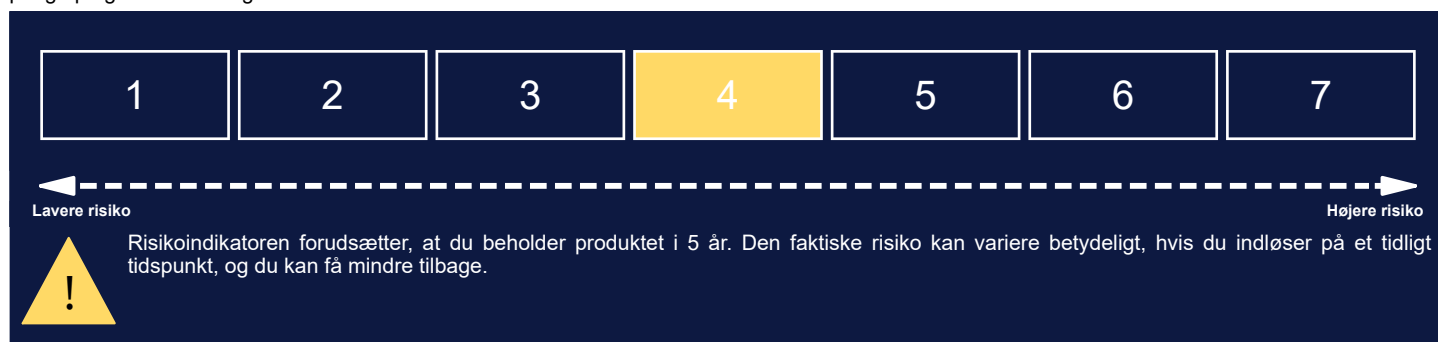 1 2 3 4 5 6 7
Lavere risiko Højere risiko
Risikoindikatoren forudsætter, at du beholder produktet i 5 år. Den faktiske risiko kan variere betydeligt, hvis du indløser på et tidligt
tidspunkt, og du kan få mindre tilbage.
!